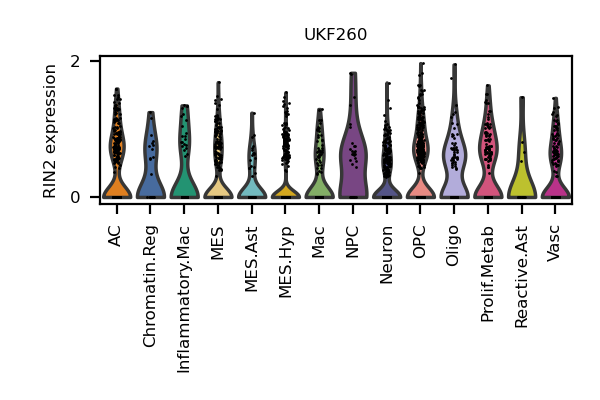 UKF260
RIN2 expression
2
0
AC
Chromatin.Reg
Inflammatory.Mac
MES
MES.Ast
MES.Hyp
Mac
NPC
Neuron
OPC
Oligo
Prolif.Metab
Reactive.Ast
Vasc